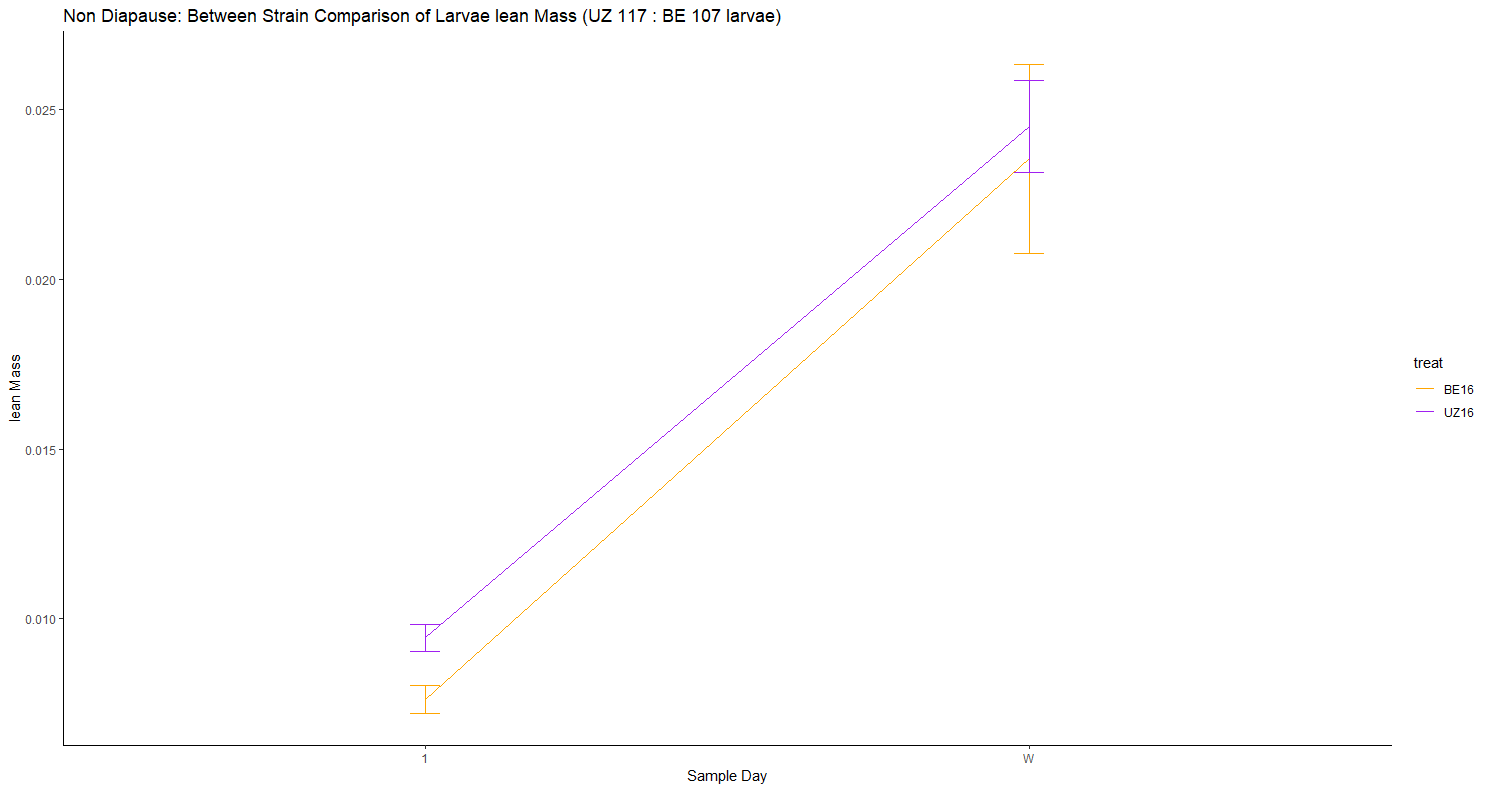 Non Diapause: Between Strain Comparison of Larvae lean Mass (UZ 117 : BE 107 larvae)
0.025
0.020
0.015
0.010
lean Mass
1
W
Sample Day
treat
BE16
UZ16